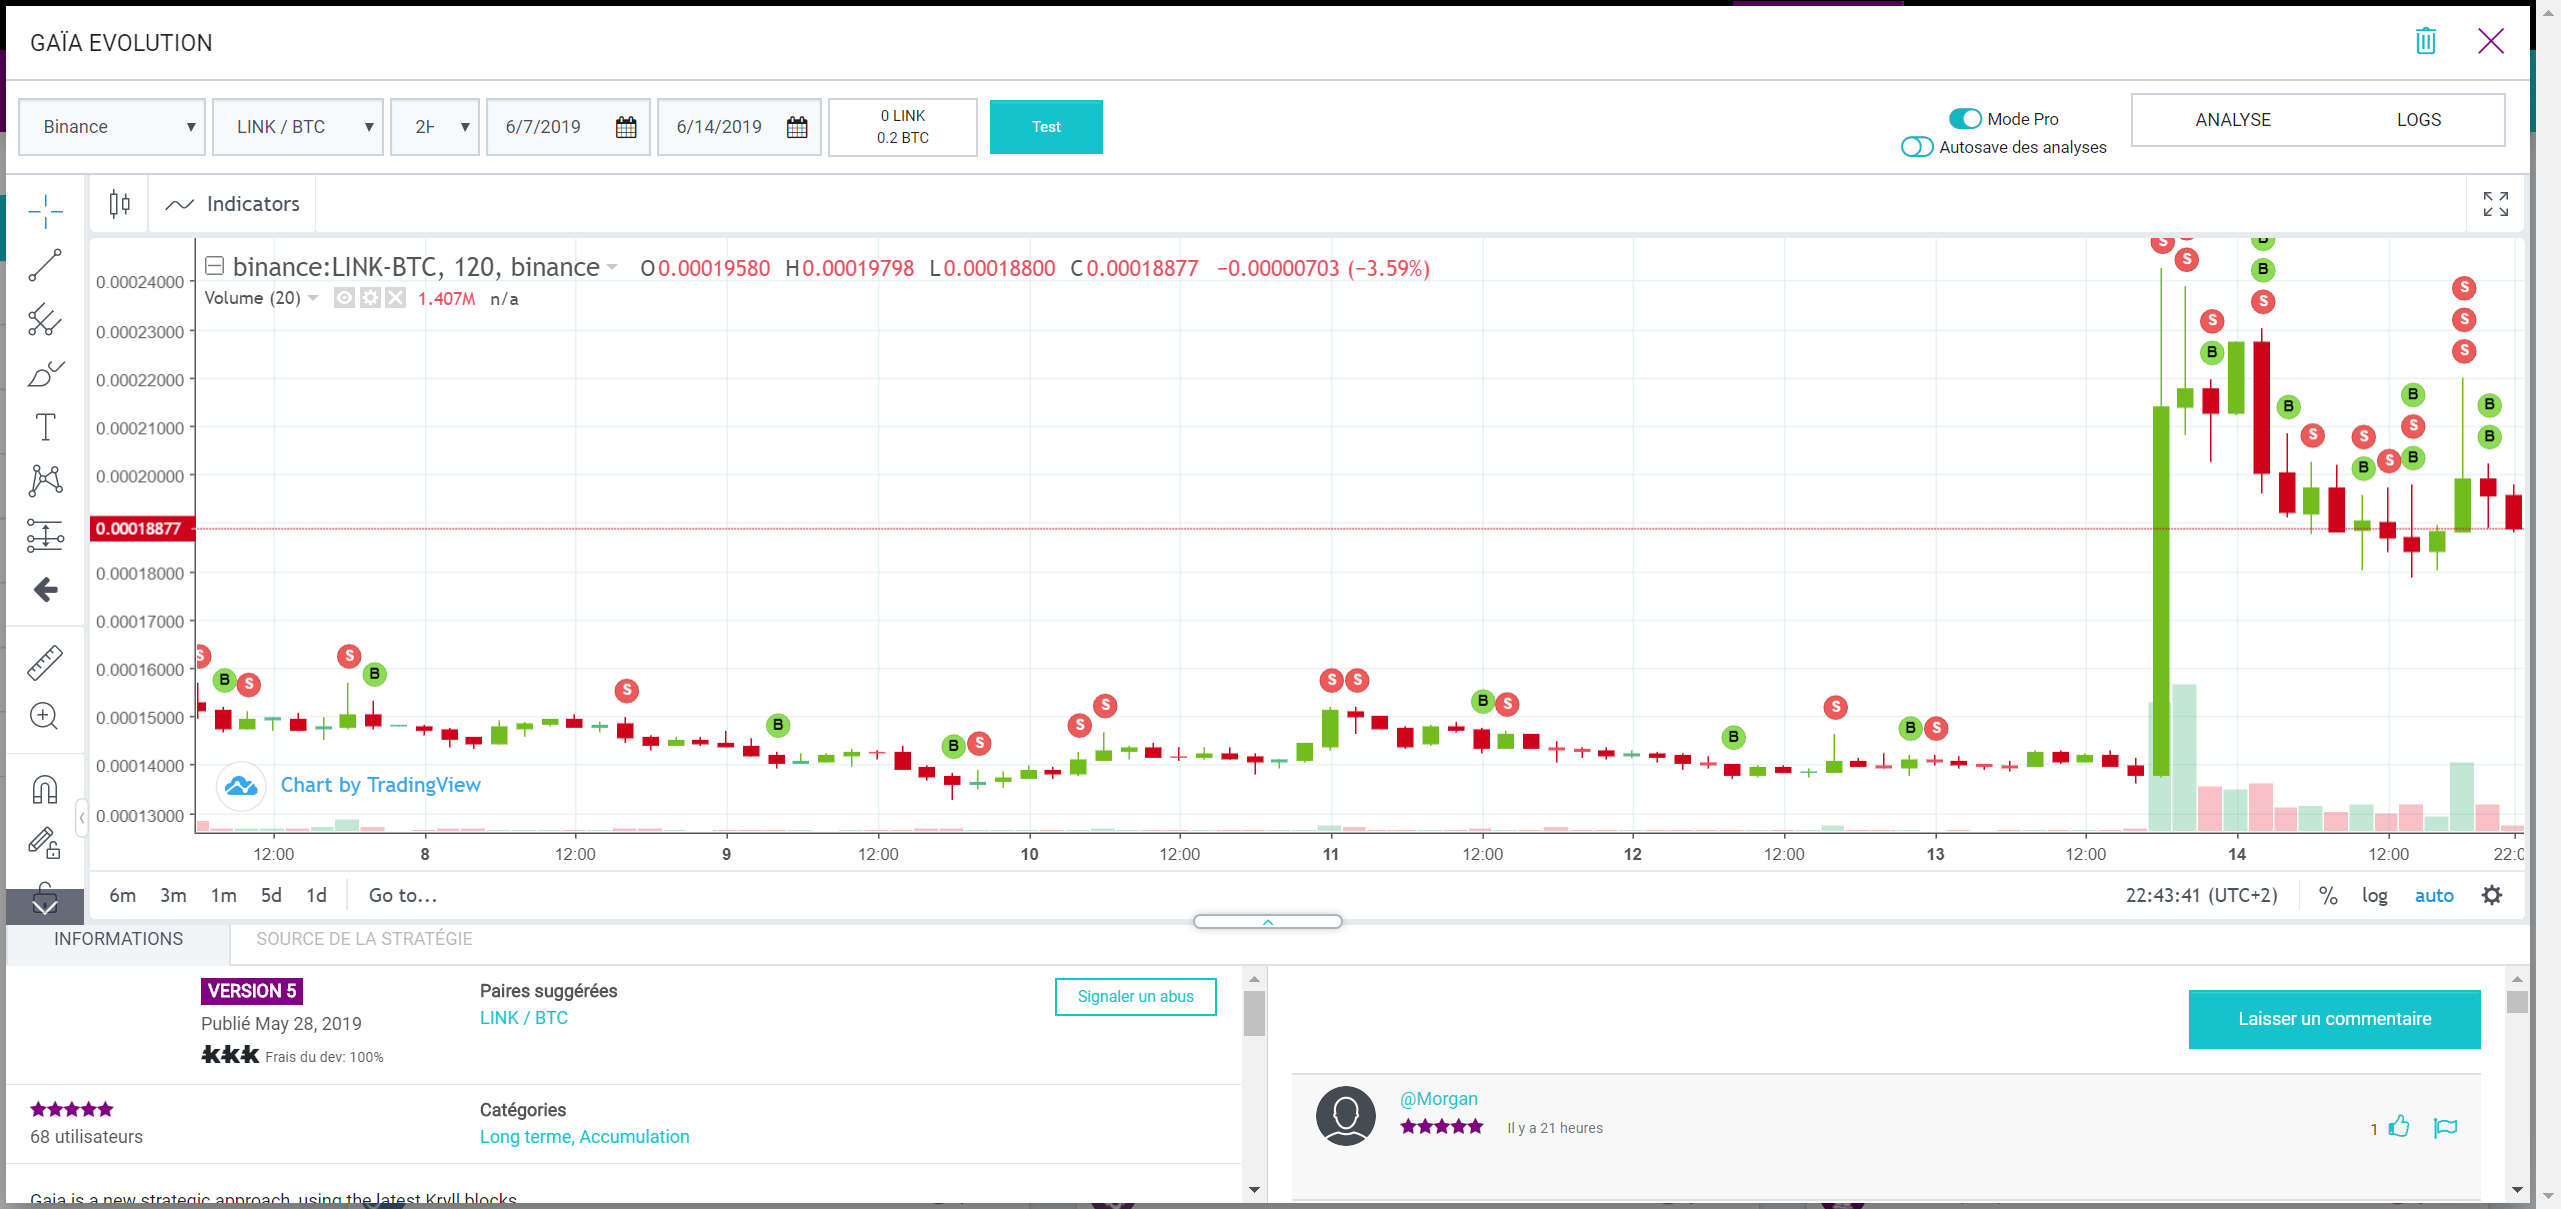 GAÏA EVOLUTION
Binance
LINK / BTC
2H
6/7/2019
6/14/2019
0 LINK
0.2 BTC
Test
Mode Pro
Autosave des analyses
ANALYSE
LOGS
Indicators
binance:LINK-BTC, 120, binance
O0.00019580 H0.00019798 L0.00018800 C0.00018877 −0.00000703 (−3.59%)
Volume (20) 1.407M n/a
0.00024000
0.00023000
0.00022000
0.00021000
0.00020000
0.00018877
0.00018000
0.00017000
0.00016000
0.00015000
0.00014000
0.00013000
S B S S B S B B S S S S S B S B S B S
S S B B B S B S S B S B S B S S S B B
Chart by TradingView
12:00 8 12:00 9 12:00 10 12:00 11 12:00 12 12:00 13 12:00 14 12:00
6m 3m 1m 5d 1d Go to...
22:43:41 (UTC+2) % log auto
INFORMATIONS
SOURCE DE LA STRATÉGIE
VERSION 5
Publié May 28, 2019
Frais du dev: 100%
Paires suggérées
LINK / BTC
Signaler un abus
68 utilisateurs
Catégories
Long terme, Accumulation
Gaia is a new strategic approach, using the latest Kryll blocks
Laisser un commentaire
@Morgan
Il y a 21 heures
1